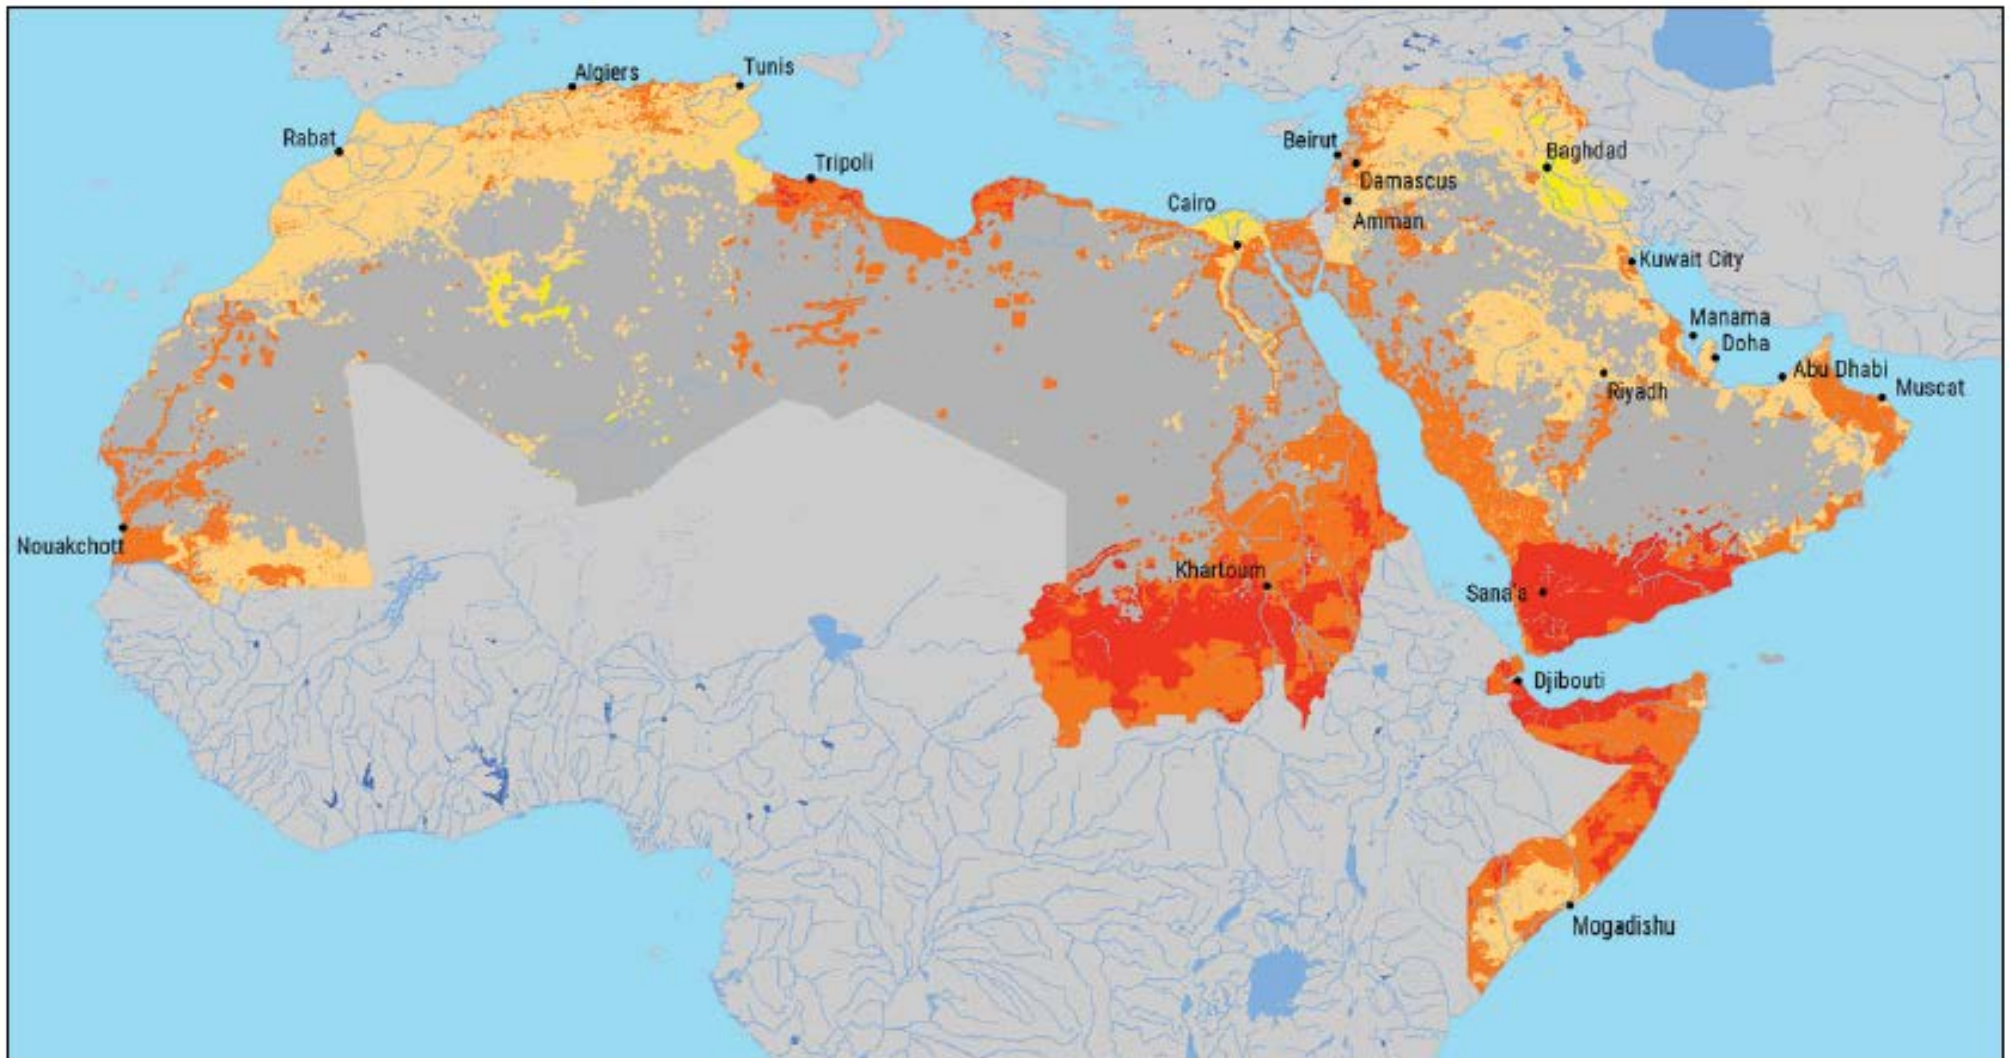 Algiers
Tunis
Rabat
Tripoli
Beirut
Baghdad
Damascus
Cairo
Amman
Kuwait City
Manama
Doha
Abu Dhabi
Riyadh
Muscat
Nouakchott
Khartoum
Sana'a
Djibouti
Mogadishu